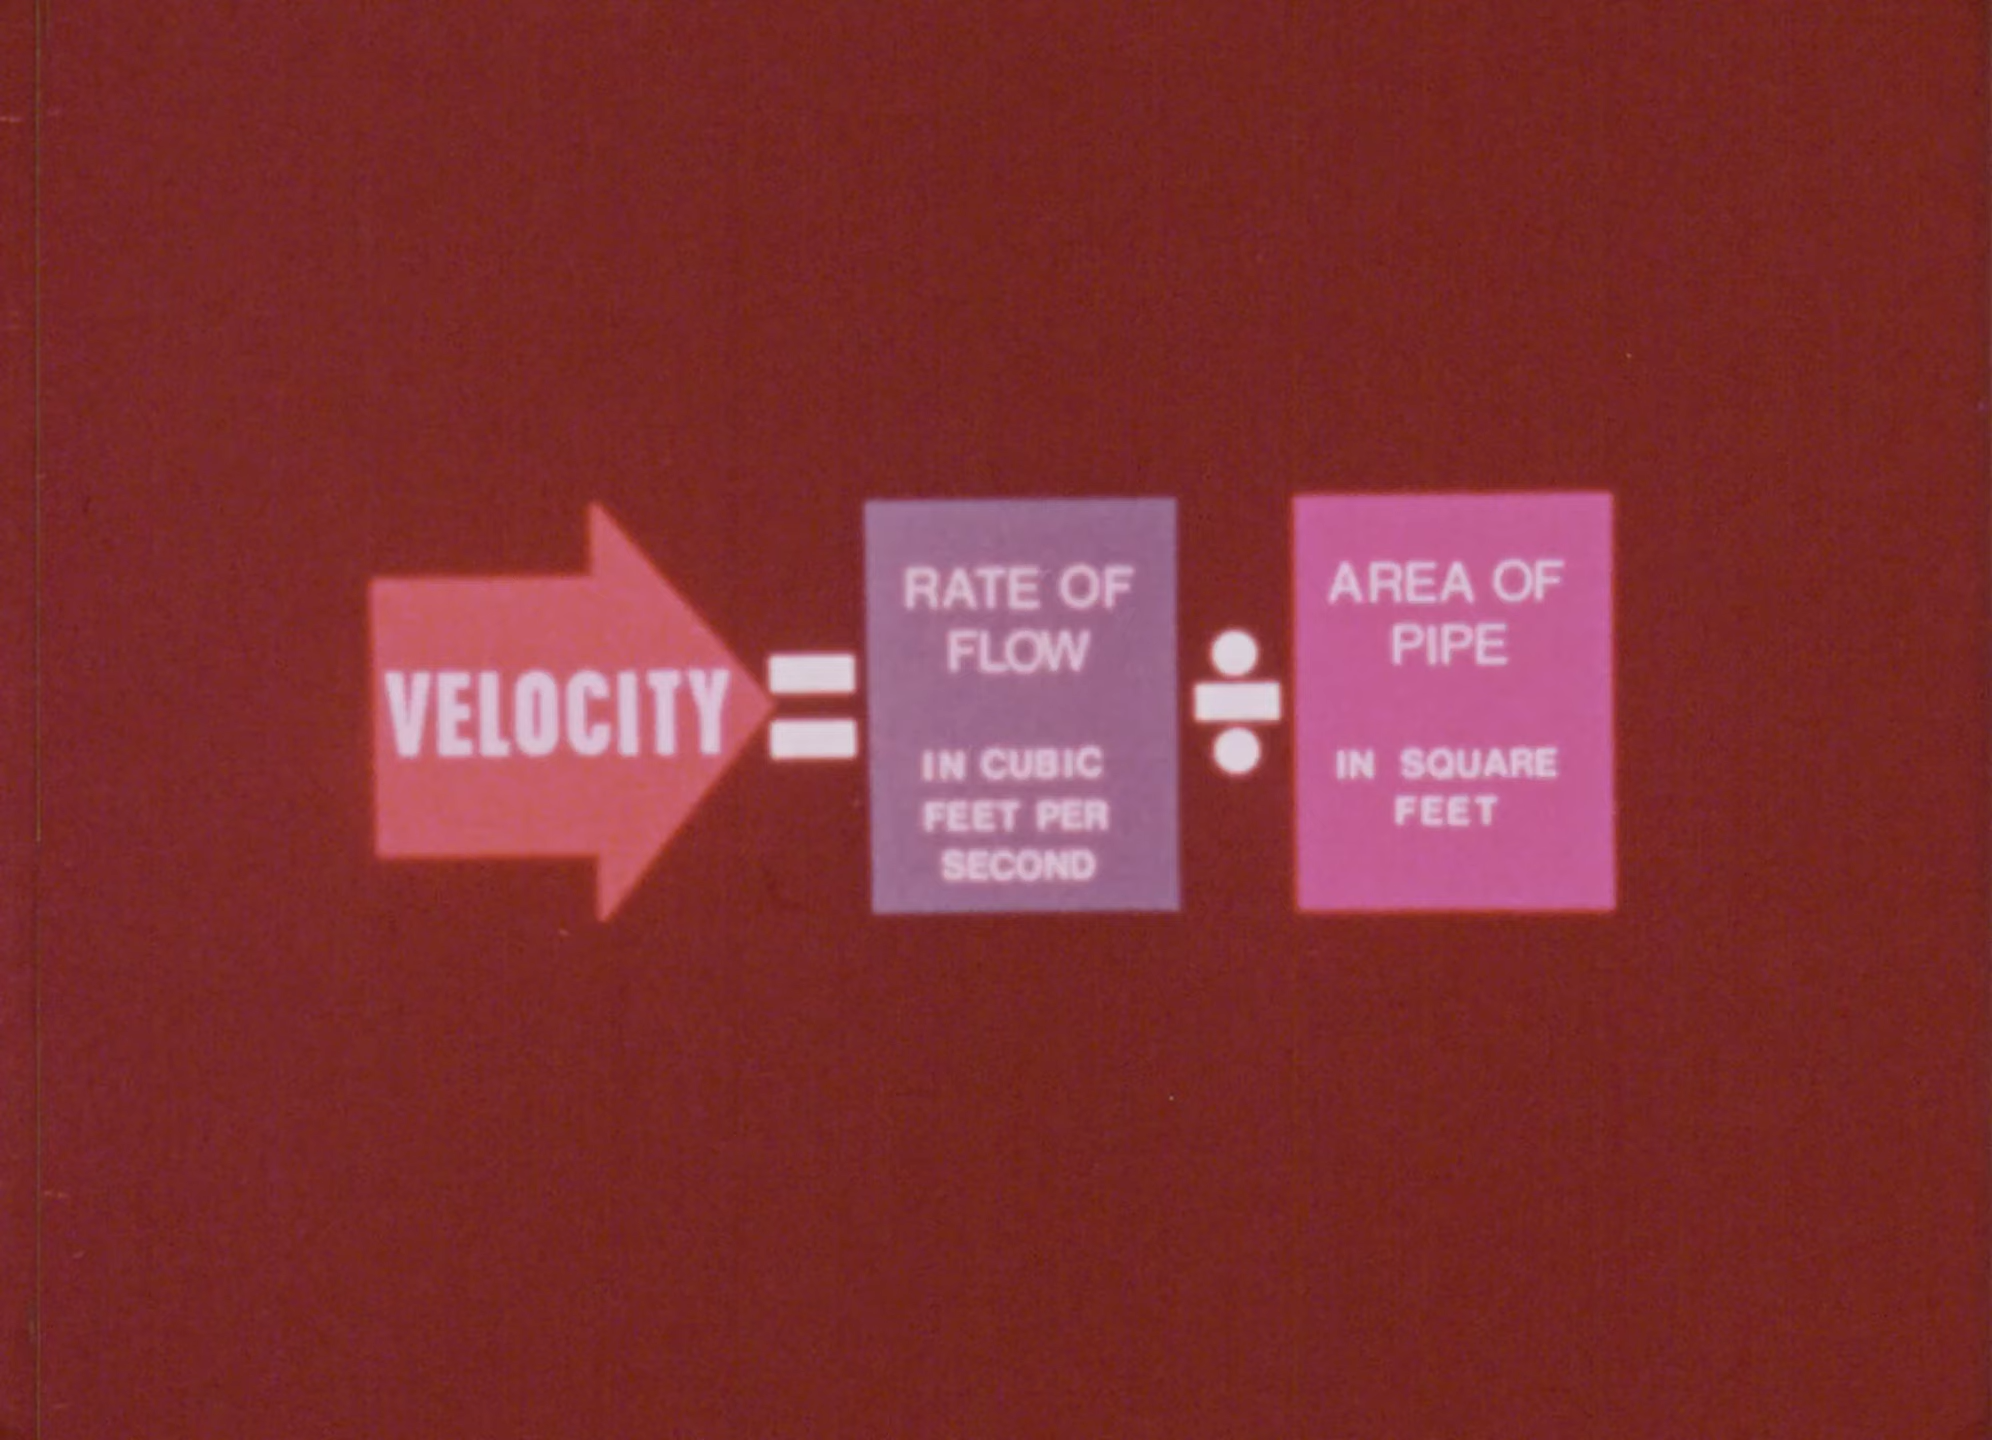 VELOCITY
=
RATE OF
FLOW
IN CUBIC
FEET PER
SECOND
÷
AREA OF
PIPE
IN SQUARE
FEET